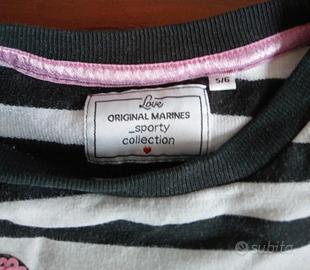 5/6
Love
ORIGINAL MARINES
_sporty
collection
subito